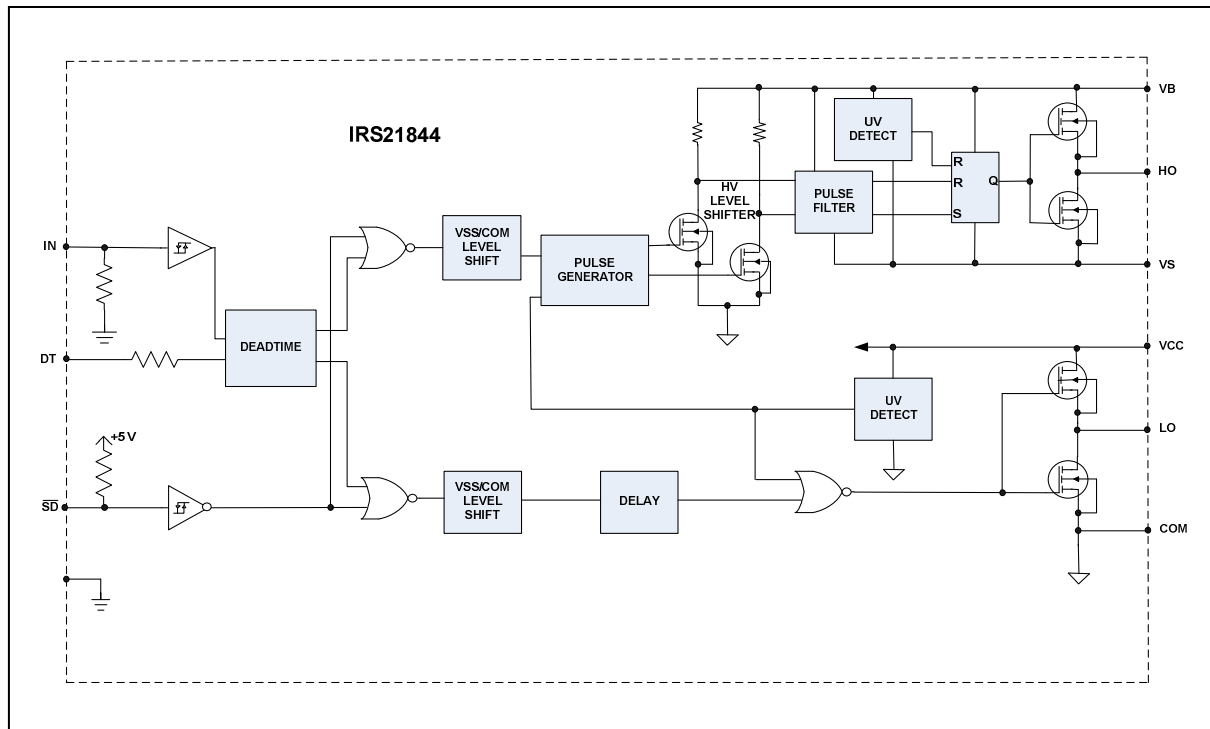 IRS21844
VB
UV
DETECT
R
R
Q
S
HO
HV
LEVEL
SHIFTER
PULSE
FILTER
IN
VSS/COM
LEVEL
SHIFT
PULSE
GENERATOR
VS
DEADTIME
DT
VCC
UV
DETECT
+5V
LO
SD
VSS/COM
LEVEL
SHIFT
DELAY
COM